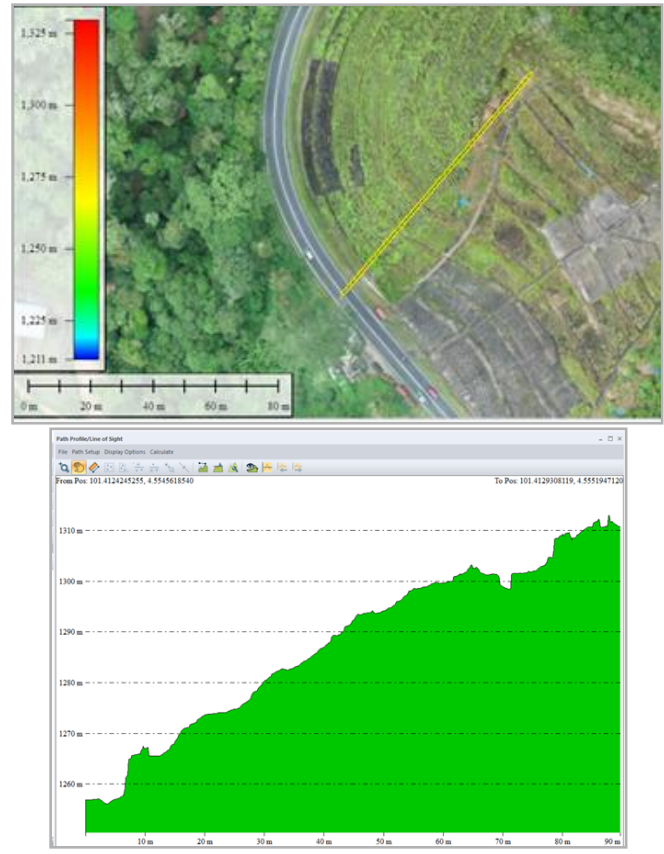 1,325 m
1,300 m
1,275 m
1,250 m
1,225 m
1,211 m
0 m 20 m 40 m 60 m 80 m
Path Profile/Line of Sight
File Path Setup Display Options Calculate
From Pos: 101.4124245255, 4.5545618540 To Pos: 101.4129308119, 4.5551947120
1310 m
1300 m
1290 m
1280 m
1270 m
1260 m
10 m 20 m 30 m 40 m 50 m 60 m 70 m 80 m 90 m